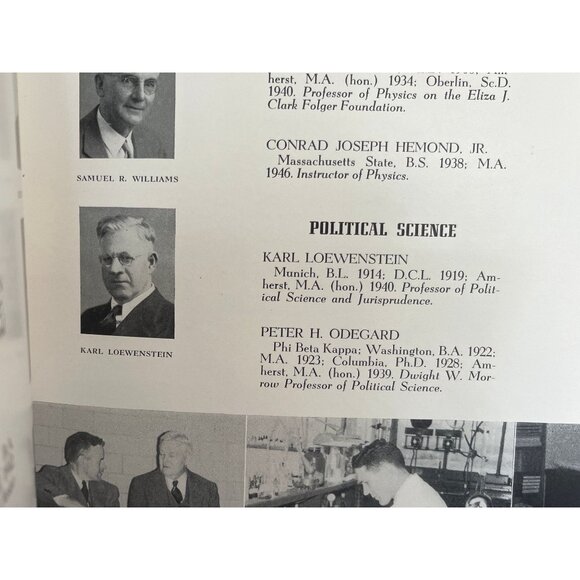 herst, M.A. (hon.) 1934; Oberlin, Sc.D.
1940. Professor of Physics on the Eliza J.
Clark Folger Foundation.
CONRAD JOSEPH HEMOND, JR.
Massachusetts State, B.S. 1938; M.A.
1946. Instructor of Physics.
SAMUEL R. WILLIAMS
POLITICAL SCIENCE
KARL LOEWENSTEIN
Munich, B.L. 1914; D.C.L. 1919; Am-
herst, M.A. (hon.) 1940. Professor of Polit-
ical Science and Jurisprudence.
KARL LOEWENSTEIN
PETER H. ODEGARD
Phi Beta Kappa; Washington, B.A. 1922;
M.A. 1923; Columbia, Ph.D. 1928; Am-
herst, M.A. (hon.) 1939. Dwight W. Mor-
row Professor of Political Science.